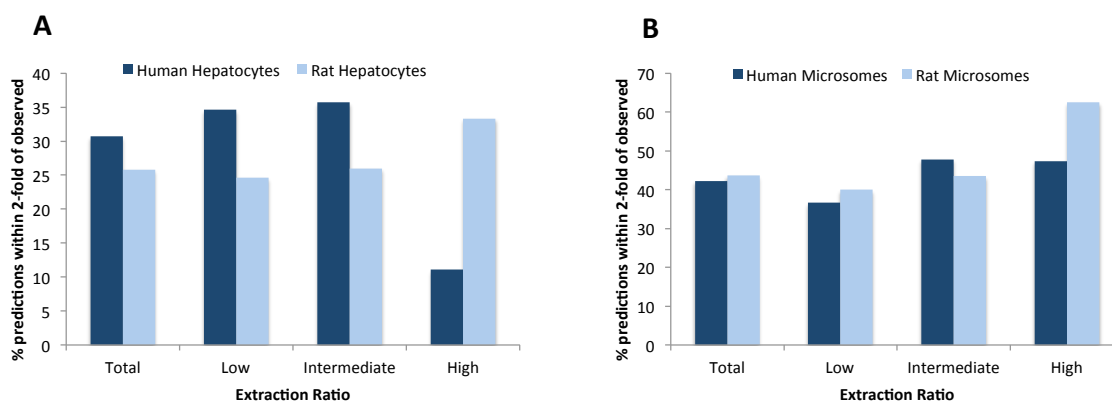 A
Human Hepatocytes Rat Hepatocytes
% predictions within 2-fold of observed
40
35
30
25
20
15
10
5
0
Total Low Intermediate High
Extraction Ratio
B
Human Microsomes Rat Microsomes
% predictions within 2-fold of observed
70
60
50
40
30
20
10
0
Total Low Intermediate High
Extraction Ratio